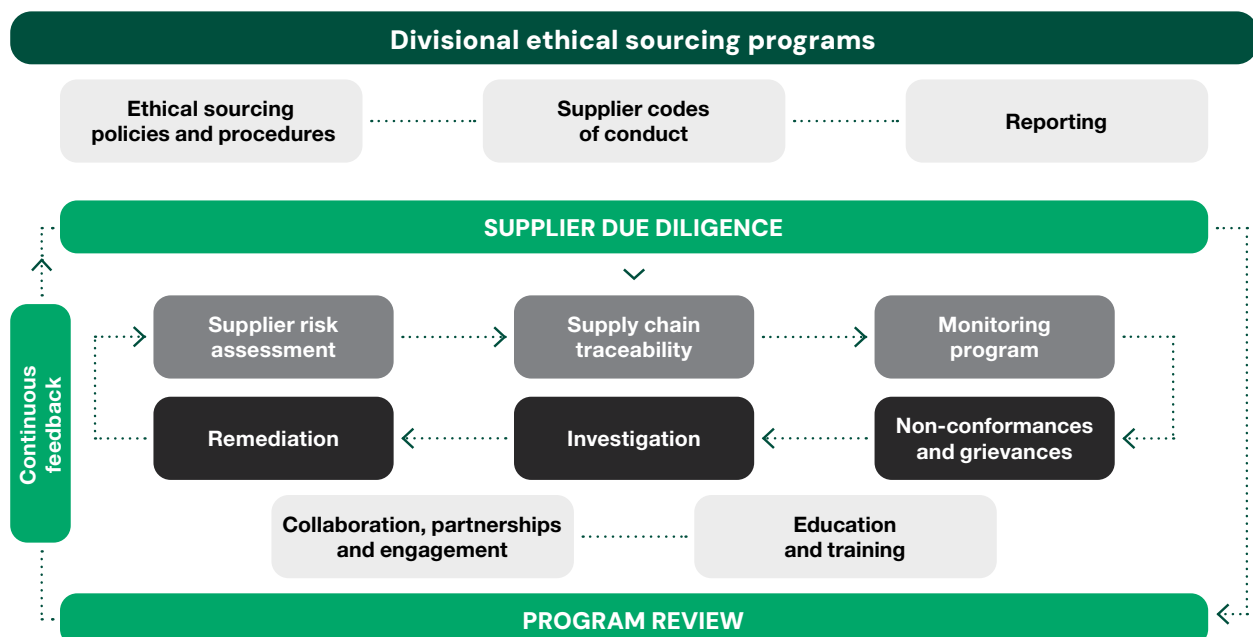 Divisional ethical sourcing programs
Ethical sourcing
policies and procedures
Supplier codes
of conduct
Reporting
SUPPLIER DUE DILIGENCE
Supplier risk
assessment
Supply chain
traceability
Monitoring
program
Continuous
feedback
Remediation
Investigation
Non-conformances
and grievances
Collaboration, partnerships
and engagement
Education
and training
PROGRAM REVIEW